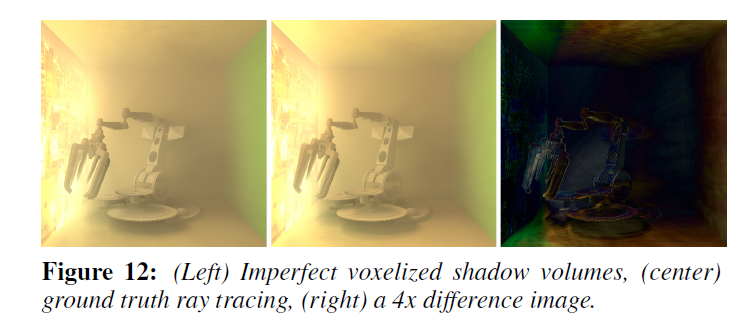 Figure 12: (Left) Imperfect voxelized shadow volumes, (center)
ground truth ray tracing, (right) a 4x difference image.